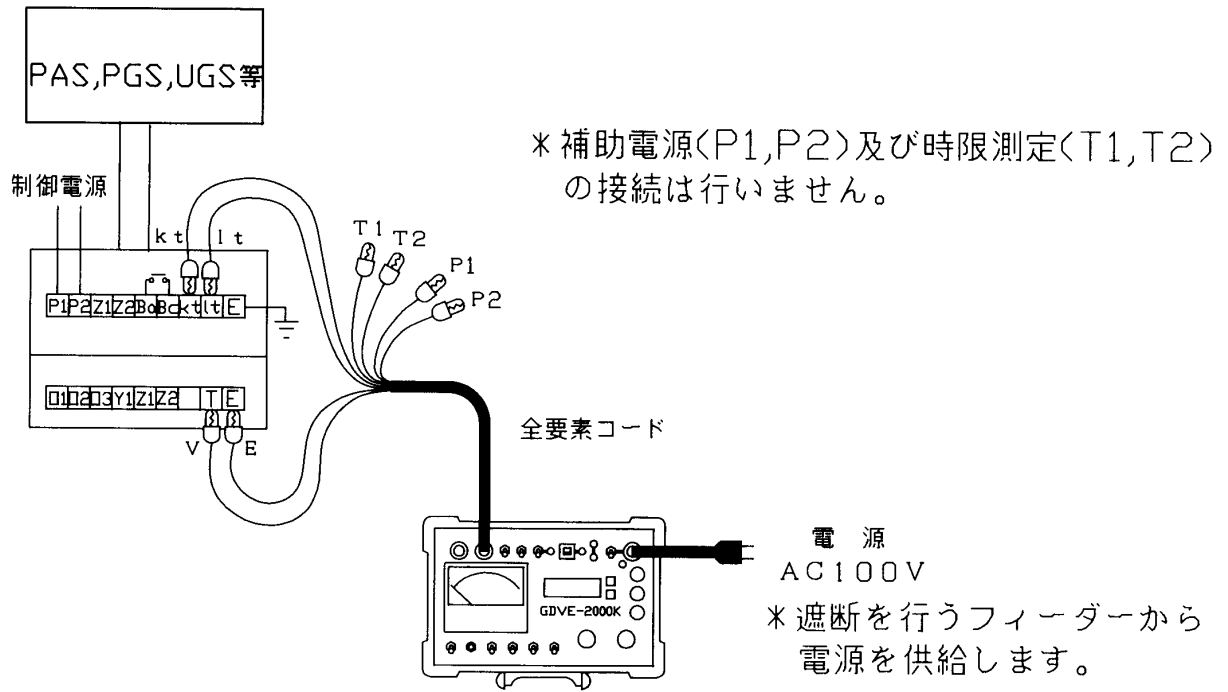 PAS,PGS,UGS等
*補助電源(P1,P2)及び時限測定(T1,T2)
の接続は行いません。
制御電源
kt lt
T1 T2
P1
P2
P1 P2 Z1 Z2 Ba Bc kt lt E
O1 O2 O3 Y1 Z1 Z2 T E
V E
全要素コード
電 源
AC100V
GDVE-2000K
*遮断を行うフィーダーから
電源を供給します。